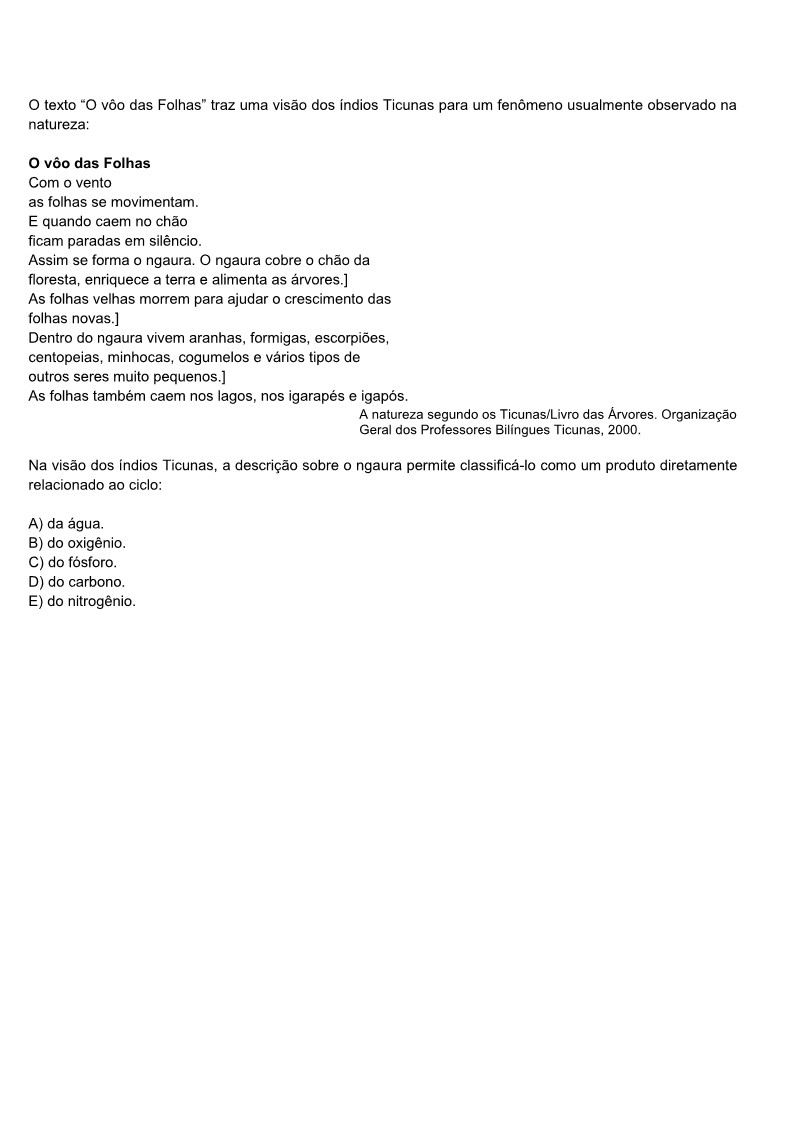 O texto “O vôo das Folhas” traz uma visão dos índios Ticunas para um fenômeno usualmente observado na
natureza:
O vôo das Folhas
Com o vento
as folhas se movimentam.
E quando caem no chão
ficam paradas em silêncio.
Assim se forma o ngaura. O ngaura cobre o chão da
floresta, enriquece a terra e alimenta as árvores.]
As folhas velhas morrem para ajudar o crescimento das
folhas novas.]
Dentro do ngaura vivem aranhas, formigas, escorpiões,
centopeias, minhocas, cogumelos e vários tipos de
outros seres muito pequenos.]
As folhas também caem nos lagos, nos igarapés e igapós.
A natureza segundo os Ticunas/Livro das Árvores. Organização
Geral dos Professores Bilíngues Ticunas, 2000.
Na visão dos índios Ticunas, a descrição sobre o ngaura permite classificá-lo como um produto diretamente
relacionado ao ciclo:
A) da água.
B) do oxigênio.
C) do fósforo.
D) do carbono.
E) do nitrogênio.